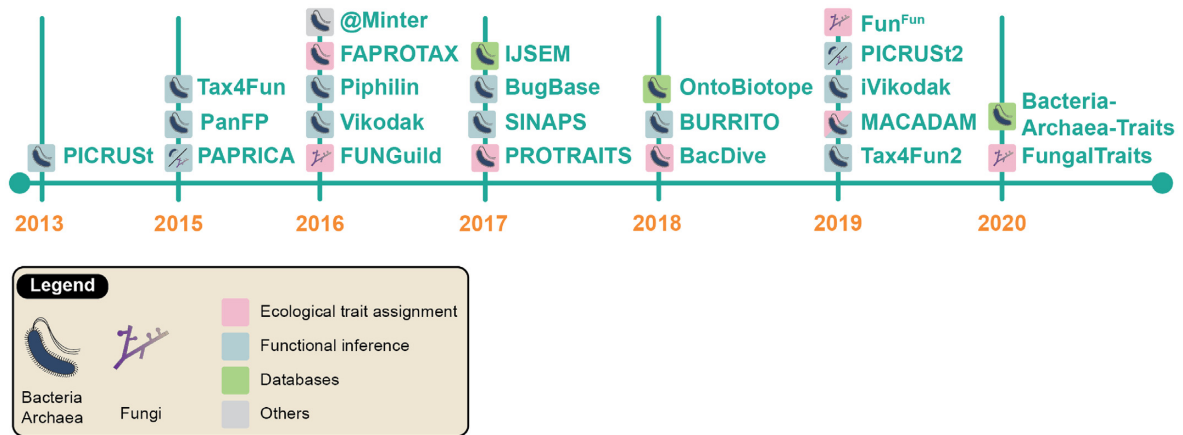 PICRUSt
2013
Tax4Fun
PanFP
PAPRICA
2015
@Minter
FAPROTAX
Piphilin
Vikodak
FUNGuild
2016
IJSEM
BugBase
SINAPS
PROTRAITS
2017
OntoBiotope
BURRITO
BacDive
2018
Fun^Fun
PICRUSt2
iVikodak
MACADAM
Tax4Fun2
2019
Bacteria-
Archaea-Traits
FungalTraits
2020
Legend
Bacteria
Archaea
Fungi
Ecological trait assignment
Functional inference
Databases
Others